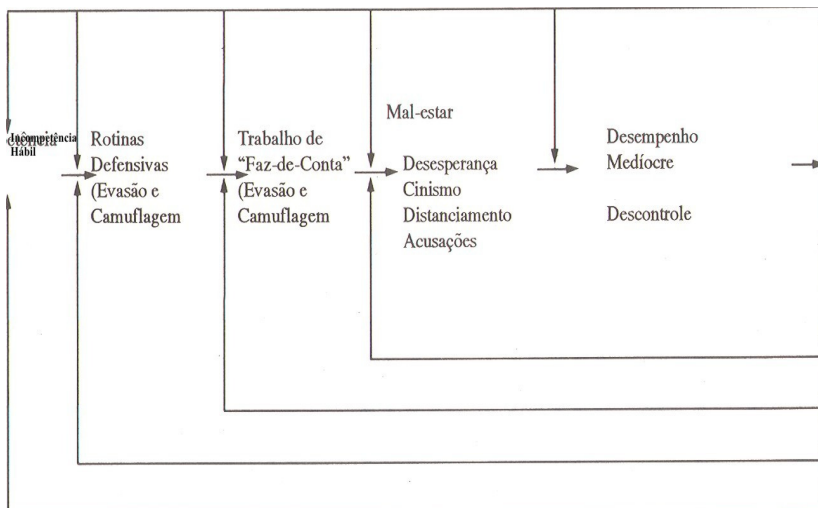 Incompetência
Hábil
Rotinas
Defensivas
(Evasão e
Camuflagem
Trabalho de
“Faz-de-Conta”
(Evasão e
Camuflagem
Mal-estar
Desesperança
Cinismo
Distanciamento
Acusações
Desempenho
Medíocre
Descontrole